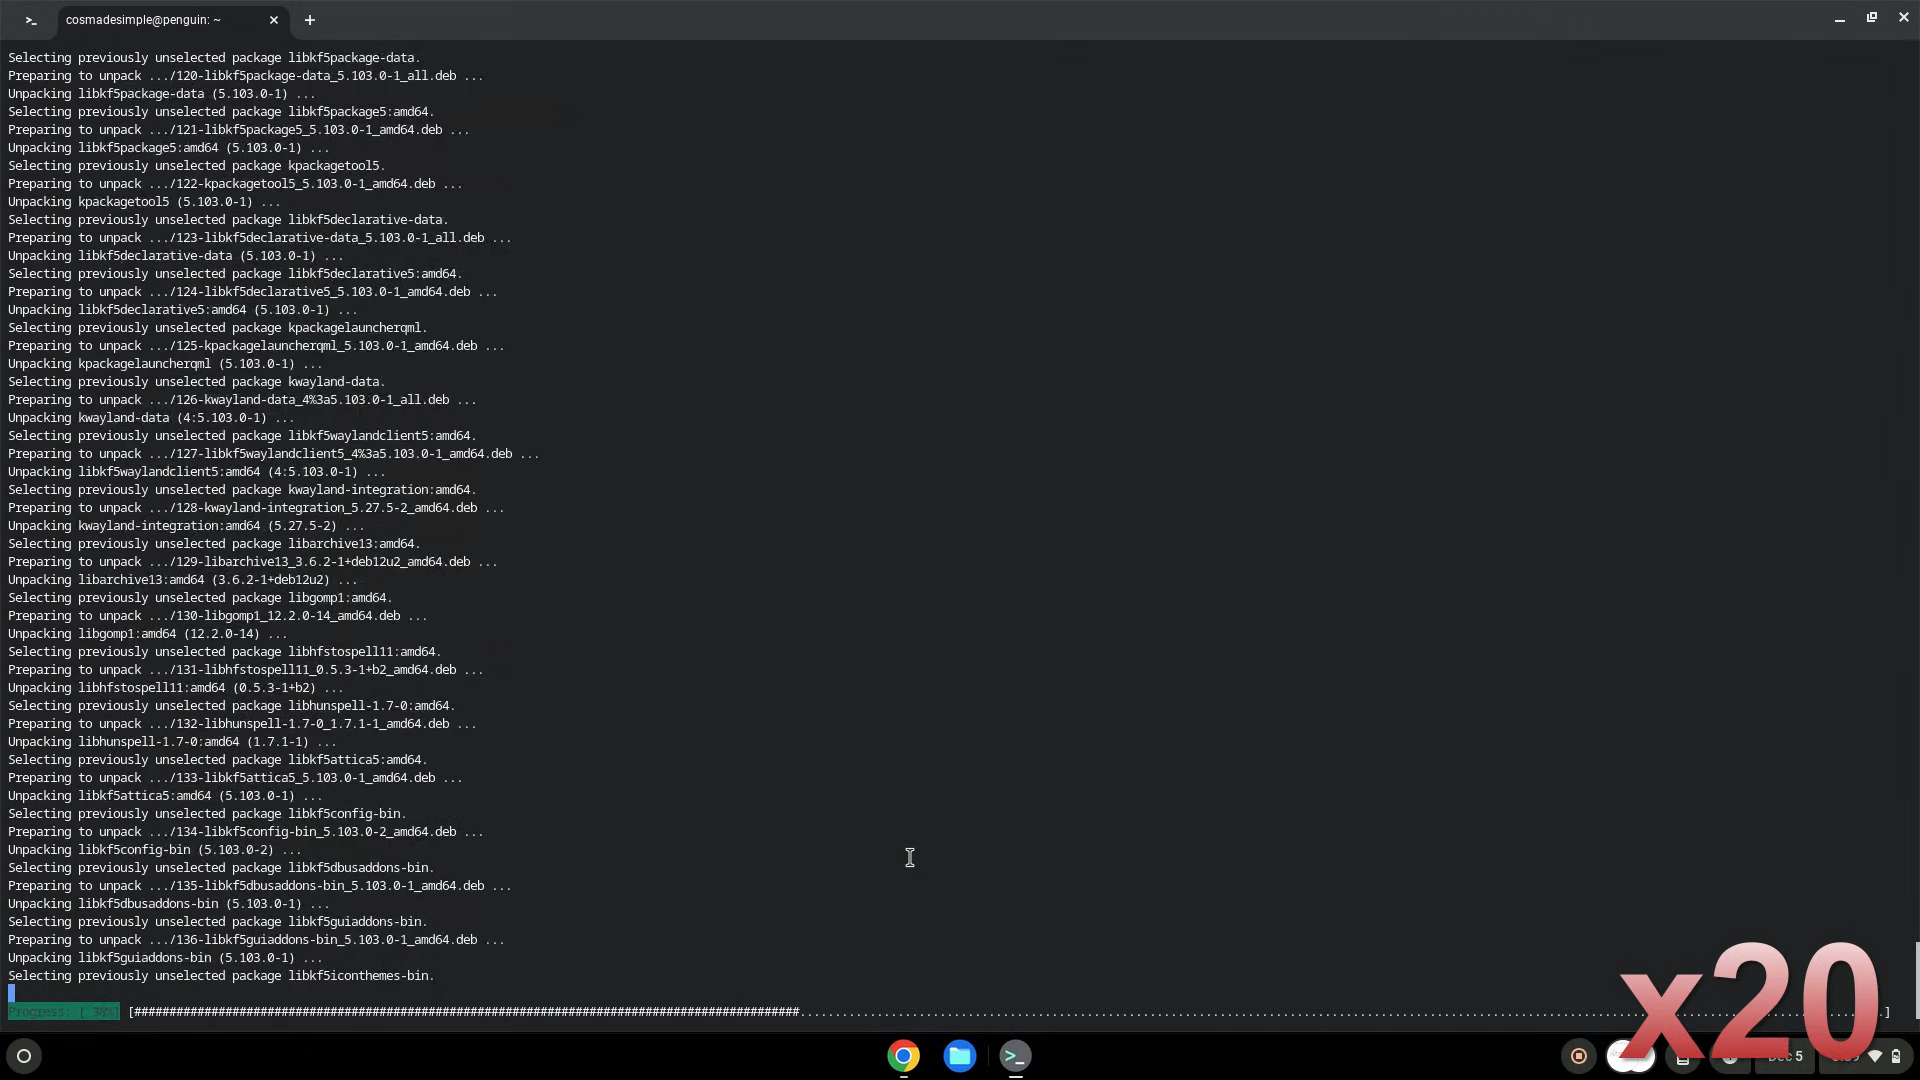 cosmadesimple@penguin: ~
Selecting previously unselected package libkf5package-data.
Preparing to unpack .../120-libkf5package-data_5.103.0-1_all.deb ...
Unpacking libkf5package-data (5.103.0-1) ...
Selecting previously unselected package libkf5package5:amd64.
Preparing to unpack .../121-libkf5package5_5.103.0-1_amd64.deb ...
Unpacking libkf5package5:amd64 (5.103.0-1) ...
Selecting previously unselected package kpackagetool5.
Preparing to unpack .../122-kpackagetool5_5.103.0-1_amd64.deb ...
Unpacking kpackagetool5 (5.103.0-1) ...
Selecting previously unselected package libkf5declarative-data.
Preparing to unpack .../123-libkf5declarative-data_5.103.0-1_all.deb ...
Unpacking libkf5declarative-data (5.103.0-1) ...
Selecting previously unselected package libkf5declarative5:amd64.
Preparing to unpack .../124-libkf5declarative5_5.103.0-1_amd64.deb ...
Unpacking libkf5declarative5:amd64 (5.103.0-1) ...
Selecting previously unselected package kpackagelauncherqml.
Preparing to unpack .../125-kpackagelauncherqml_5.103.0-1_amd64.deb ...
Unpacking kpackagelauncherqml (5.103.0-1) ...
Selecting previously unselected package kwayland-data.
Preparing to unpack .../126-kwayland-data_4%3a5.103.0-1_all.deb ...
Unpacking kwayland-data (4:5.103.0-1) ...
Selecting previously unselected package libkf5waylandclient5:amd64.
Preparing to unpack .../127-libkf5waylandclient5_4%3a5.103.0-1_amd64.deb ...
Unpacking libkf5waylandclient5:amd64 (4:5.103.0-1) ...
Selecting previously unselected package kwayland-integration:amd64.
Preparing to unpack .../128-kwayland-integration_5.27.5-2_amd64.deb ...
Unpacking kwayland-integration:amd64 (5.27.5-2) ...
Selecting previously unselected package libarchive13:amd64.
Preparing to unpack .../129-libarchive13_3.6.2-1+deb12u2_amd64.deb ...
Unpacking libarchive13:amd64 (3.6.2-1+deb12u2) ...
Selecting previously unselected package libgomp1:amd64.
Preparing to unpack .../130-libgomp1_12.2.0-14_amd64.deb ...
Unpacking libgomp1:amd64 (12.2.0-14) ...
Selecting previously unselected package libhfstospell11:amd64.
Preparing to unpack .../131-libhfstospell11_0.5.3-1+b2_amd64.deb ...
Unpacking libhfstospell11:amd64 (0.5.3-1+b2) ...
Selecting previously unselected package libhunspell-1.7-0:amd64.
Preparing to unpack .../132-libhunspell-1.7-0_1.7.1-1_amd64.deb ...
Unpacking libhunspell-1.7-0:amd64 (1.7.1-1) ...
Selecting previously unselected package libkf5attica5:amd64.
Preparing to unpack .../133-libkf5attica5_5.103.0-1_amd64.deb ...
Unpacking libkf5attica5:amd64 (5.103.0-1) ...
Selecting previously unselected package libkf5config-bin.
Preparing to unpack .../134-libkf5config-bin_5.103.0-2_amd64.deb ...
Unpacking libkf5config-bin (5.103.0-2) ...
Selecting previously unselected package libkf5dbusaddons-bin.
Preparing to unpack .../135-libkf5dbusaddons-bin_5.103.0-1_amd64.deb ...
Unpacking libkf5dbusaddons-bin (5.103.0-1) ...
Selecting previously unselected package libkf5guiaddons-bin.
Preparing to unpack .../136-libkf5guiaddons-bin_5.103.0-1_amd64.deb ...
Unpacking libkf5guiaddons-bin (5.103.0-1) ...
Selecting previously unselected package libkf5iconthemes-bin.
Progress:
x20
Dec 5